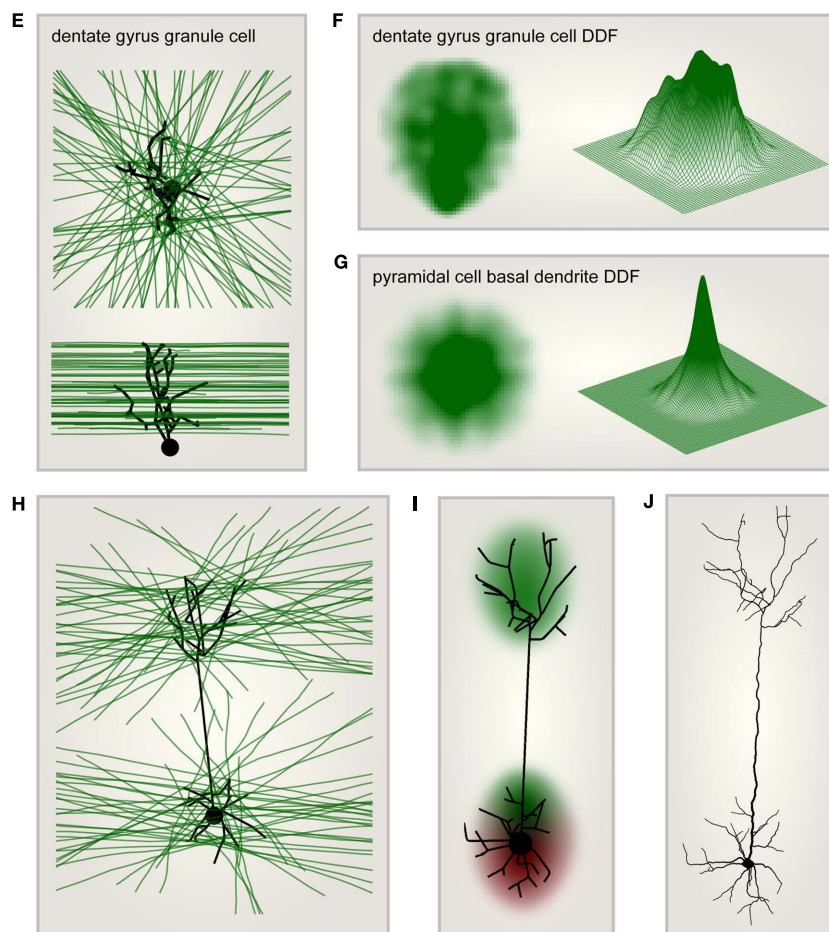 E
dentate gyrus granule cell
F
dentate gyrus granule cell DDF
G
pyramidal cell basal dendrite DDF
H
I
J